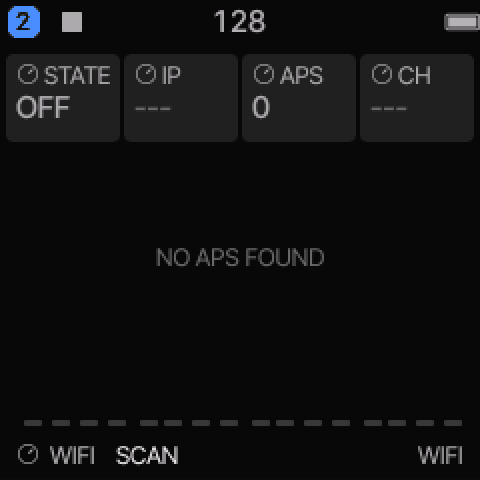 2 128
STATE IP APS CH
OFF --- 0 ---
NO APS FOUND
WIFI SCAN WIFI